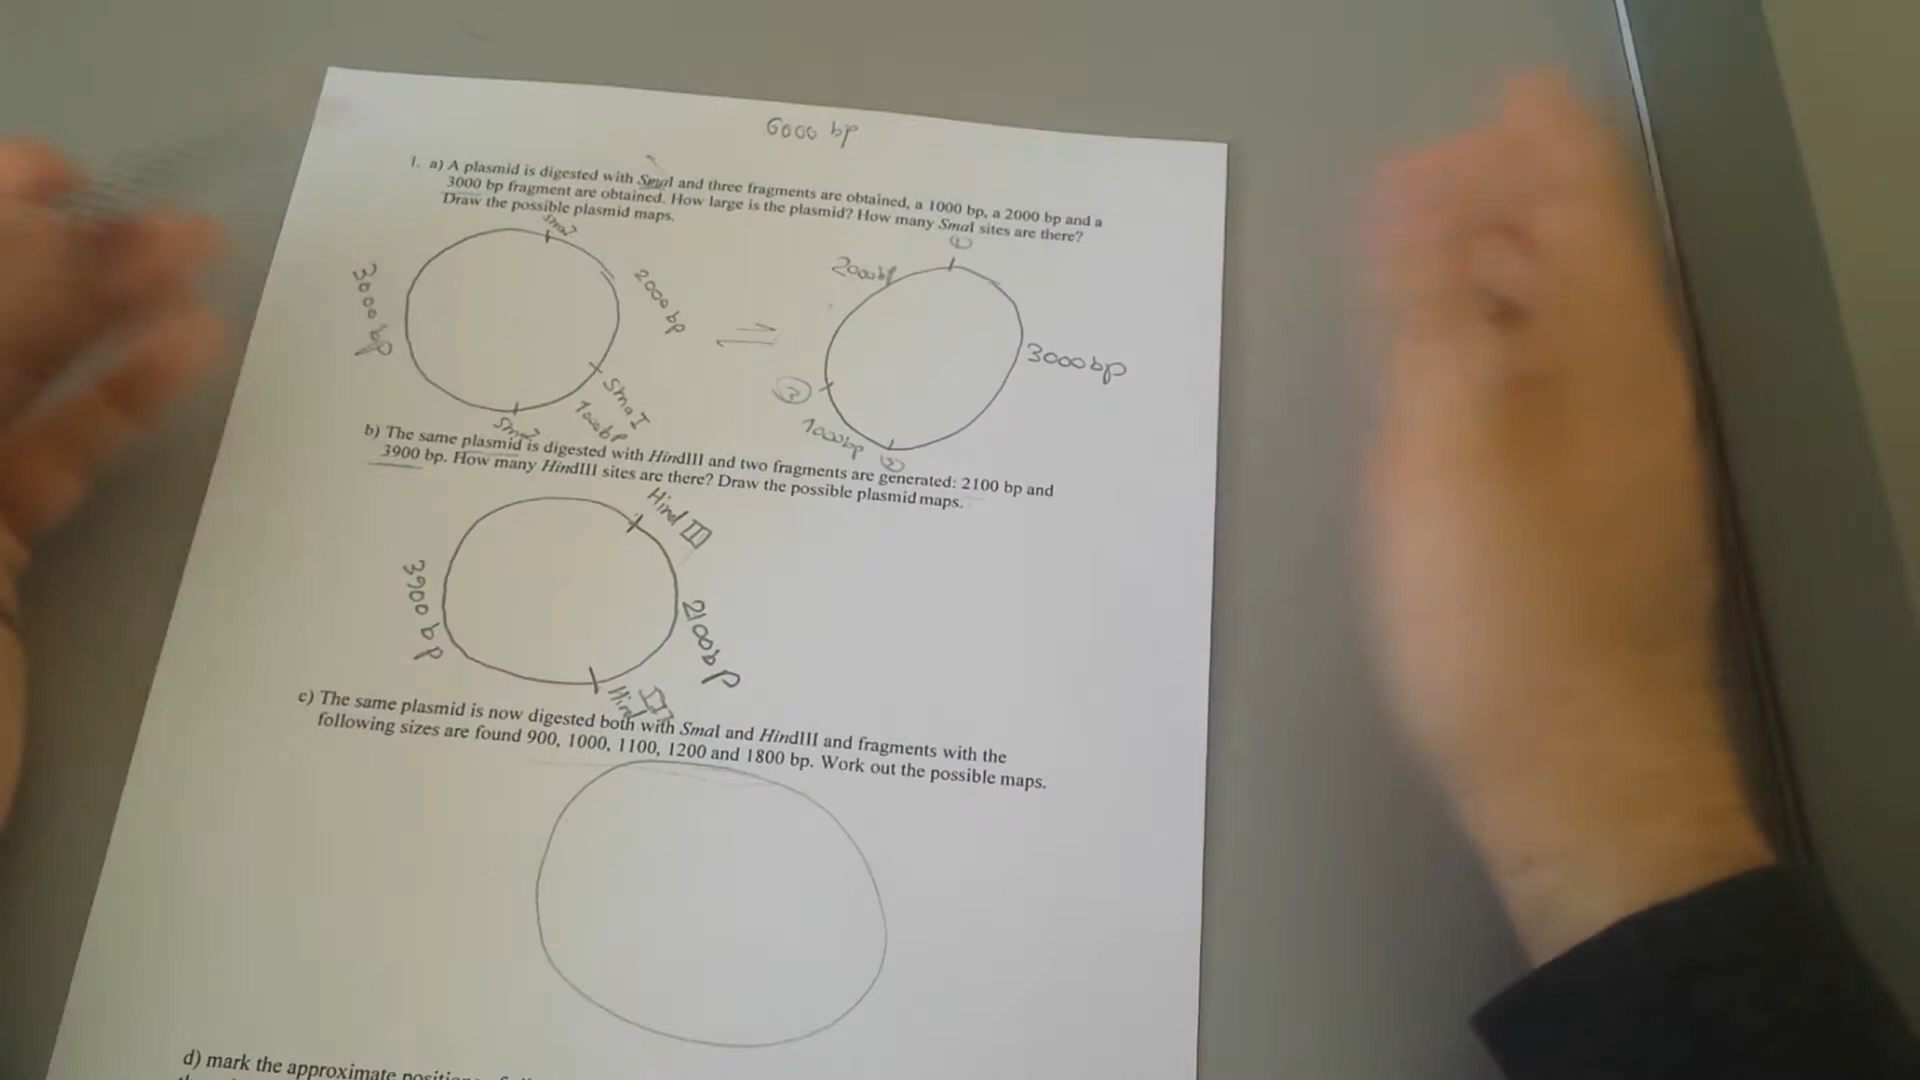 6000 bp
1. a) A plasmid is digested with SmaI and three fragments are obtained, a 1000 bp, a 2000 bp and a
3000 bp fragment are obtained. How large is the plasmid? How many SmaI sites are there?
Draw the possible plasmid maps.
SmaI
①
3000 bp
2000 bp
2000 bp
3000 bp
SmaI
1000 bp
SmaI
1000 bp
b) The same plasmid is digested with HindIII and two fragments are generated: 2100 bp and
3900 bp. How many HindIII sites are there? Draw the possible plasmid maps.
Hind III
3900 bp
2100 bp
Hind III
c) The same plasmid is now digested both with SmaI and HindIII and fragments with the
following sizes are found 900, 1000, 1100, 1200 and 1800 bp. Work out the possible maps.
d) mark the approximate